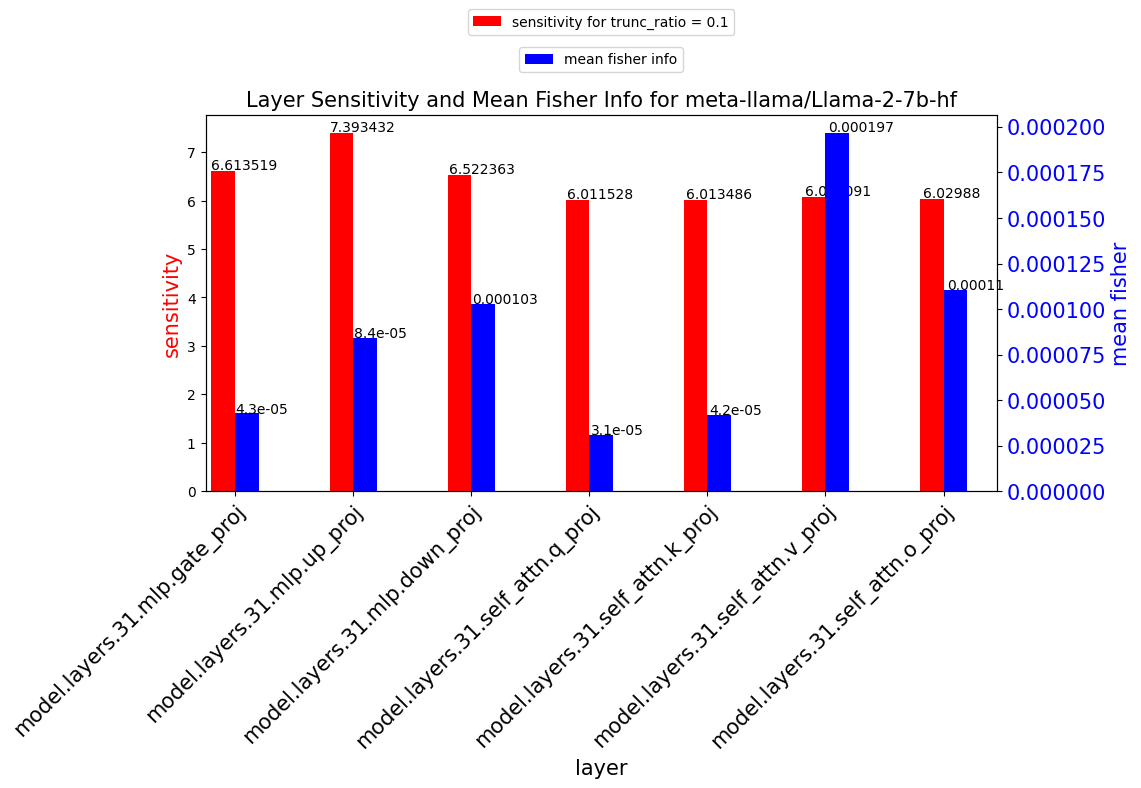 sensitivity for trunc_ratio = 0.1
mean fisher info
Layer Sensitivity and Mean Fisher Info for meta-llama/Llama-2-7b-hf
sensitivity
7
6
5
4
3
2
1
0
6.613519
7.393432
6.522363
6.011528
6.013486
6.02988
4.3e-05
8.4e-05
0.000103
3.1e-05
4.2e-05
0.000197
0.00011
0.000200
0.000175
0.000150
0.000125
0.000100
0.000075
0.000050
0.000025
0.000000
mean fisher
model.layers.31.mlp.gate_proj
model.layers.31.mlp.up_proj
model.layers.31.mlp.down_proj
model.layers.31.self_attn.q_proj
model.layers.31.self_attn.k_proj
model.layers.31.self_attn.v_proj
model.layers.31.self_attn.o_proj
layer